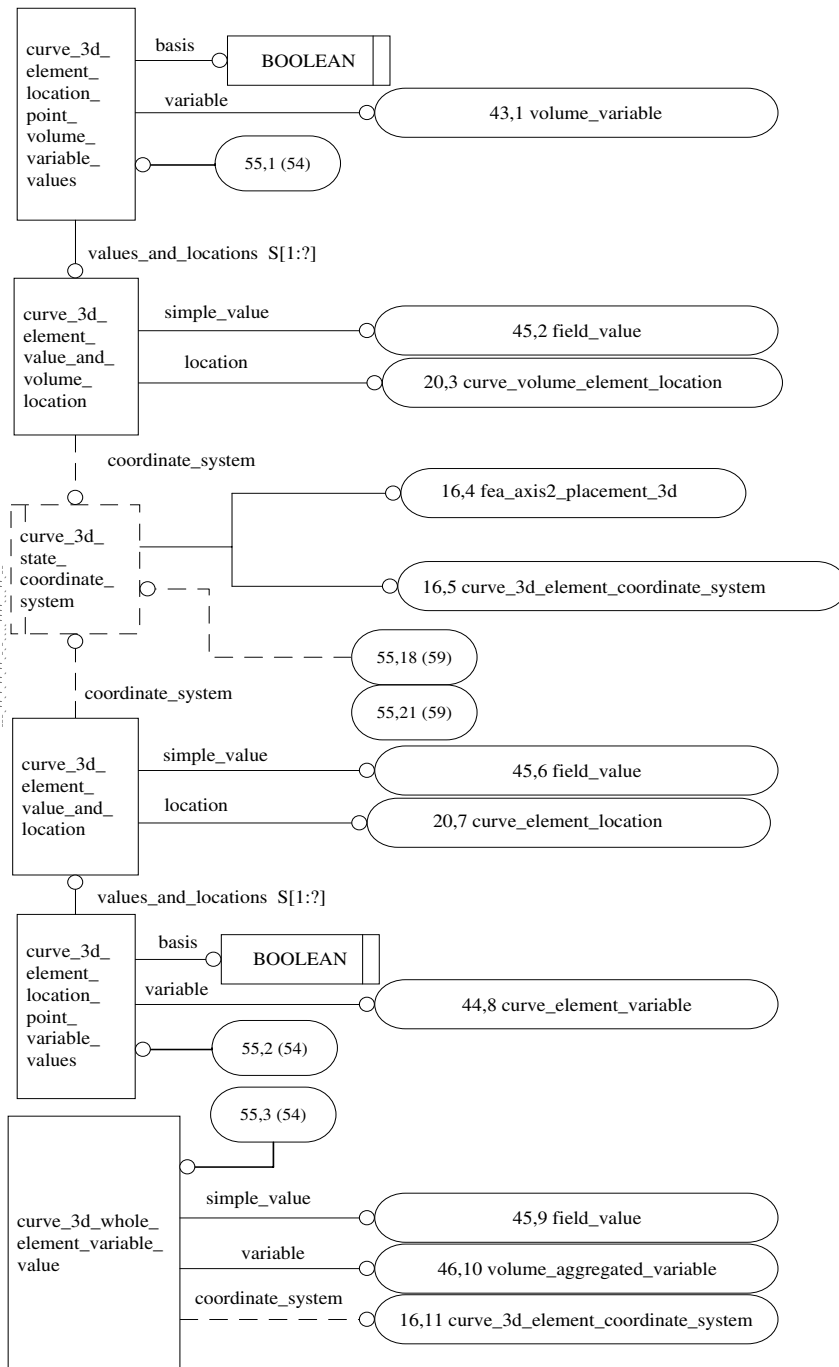 curve_3d_
element_
location_
point_
volume_
variable_
values
basis
BOOLEAN
variable
43,1 volume_variable
55,1 (54)
values_and_locations S[1:?]
curve_3d_
element_
value_and_
volume_
location
simple_value
45,2 field_value
location
20,3 curve_volume_element_location
coordinate_system
curve_3d_
state_
coordinate_
system
16,4 fea_axis2_placement_3d
16,5 curve_3d_element_coordinate_system
55,18 (59)
55,21 (59)
coordinate_system
curve_3d_
element_
value_and_
location
simple_value
45,6 field_value
location
20,7 curve_element_location
values_and_locations S[1:?]
curve_3d_
element_
location_
point_
variable_
values
basis
BOOLEAN
variable
44,8 curve_element_variable
55,2 (54)
55,3 (54)
curve_3d_whole_
element_variable_
value
simple_value
45,9 field_value
variable
46,10 volume_aggregated_variable
coordinate_system
16,11 curve_3d_element_coordinate_system